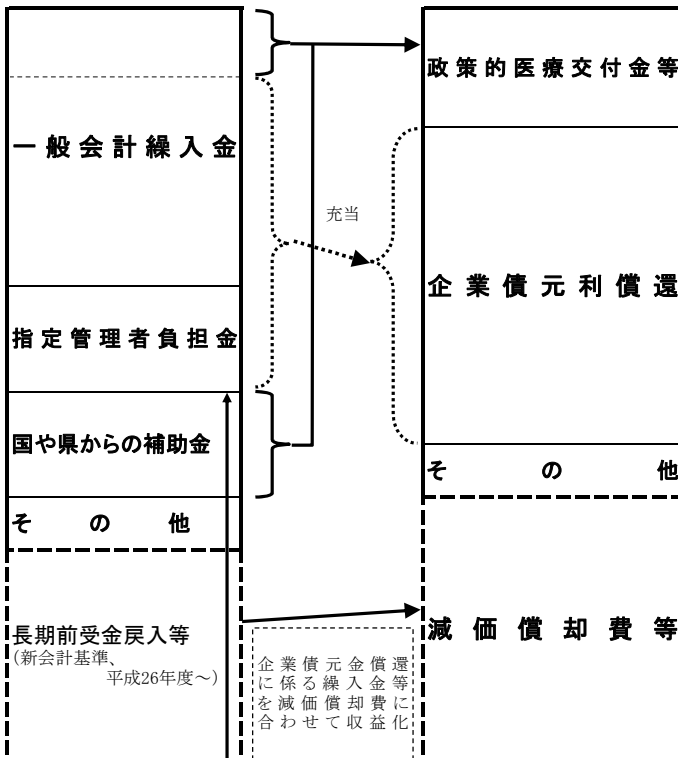 一般会計繰入金
指定管理者負担金
国や県からの補助金
その他
長期前受金戻入等
(新会計基準、
平成26年度～)
充当
企業債元金償還
に係る繰入金等
を減価償却費に
合わせて収益化
政策的医療交付金等
企業債元利償還
その他
減価償却費等